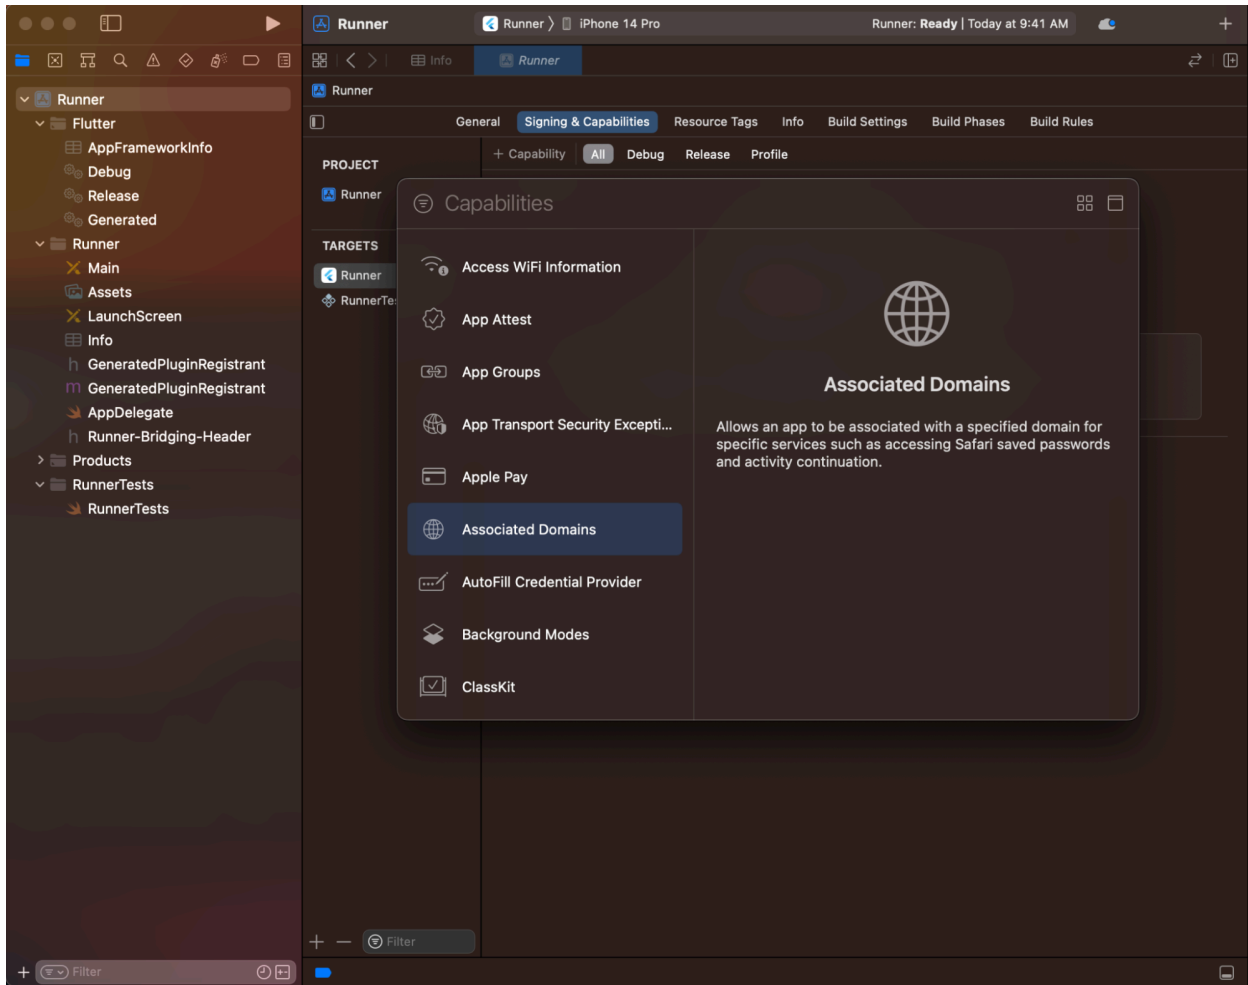 Runner
Runner 〉 iPhone 14 Pro
Runner: Ready | Today at 9:41 AM
Info
Runner
Runner
General
Signing & Capabilities
Resource Tags
Info
Build Settings
Build Phases
Build Rules
+ Capability
All
Debug
Release
Profile
Runner
Flutter
AppFrameworkInfo
Debug
Release
Generated
Runner
Main
Assets
LaunchScreen
Info
h GeneratedPluginRegistrant
m GeneratedPluginRegistrant
AppDelegate
h Runner-Bridging-Header
Products
RunnerTests
RunnerTests
Filter
PROJECT
Runner
TARGETS
Runner
RunnerTe
Filter
Capabilities
Access WiFi Information
App Attest
App Groups
App Transport Security Excepti...
Apple Pay
Associated Domains
AutoFill Credential Provider
Background Modes
ClassKit
Associated Domains
Allows an app to be associated with a specified domain for
specific services such as accessing Safari saved passwords
and activity continuation.